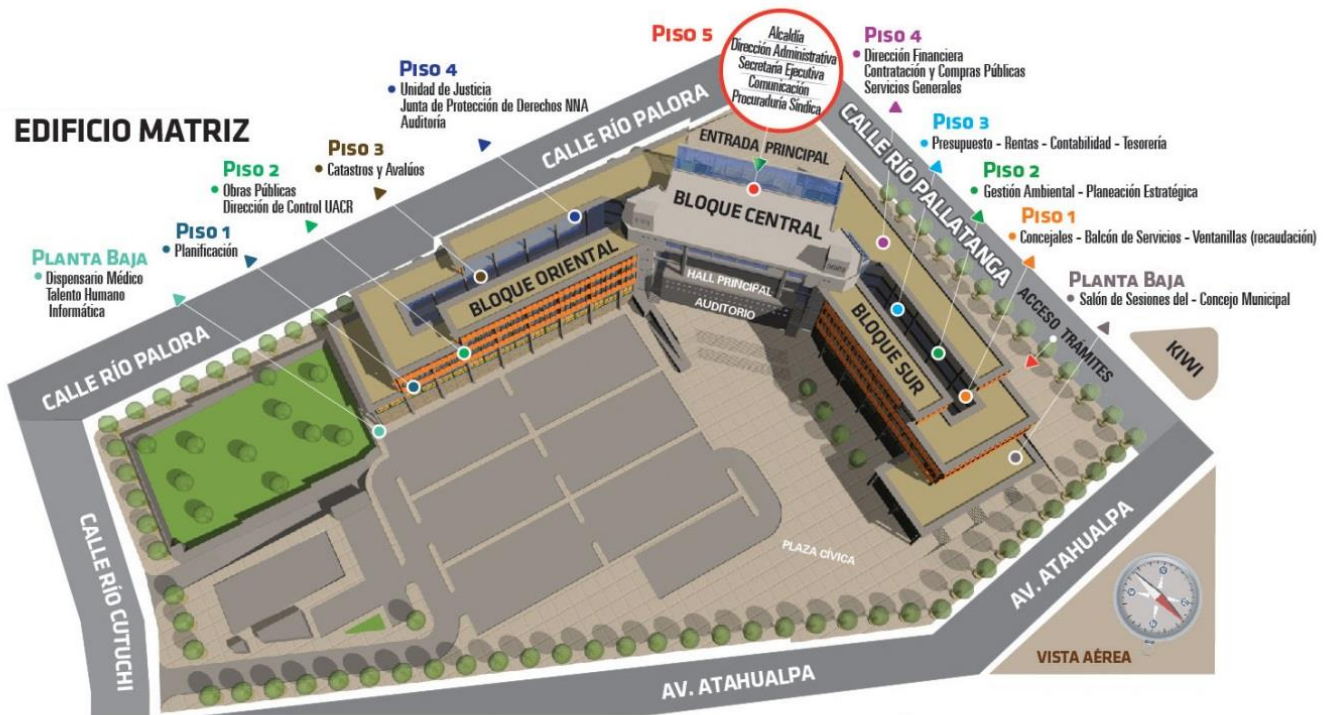 EDIFICIO MATRIZ
PLANTA BAJA
Dispensario Médico
Talento Humano
Informática
PISO 1
Planificación
PISO 2
Obras Públicas
Dirección de Control UACR
PISO 3
Catastros y Avalúos
PISO 4
Unidad de Justicia
Junta de Protección de Derechos NNA
Auditoría
PISO 5
Alcaldía
Dirección Administrativa
Secretaría Ejecutiva
Comunicación
Procuraduría Síndica
PISO 4
Dirección Financiera
Contratación y Compras Públicas
Servicios Generales
PISO 3
Presupuesto - Rentas - Contabilidad - Tesorería
PISO 2
Gestión Ambiental - Planeación Estratégica
PISO 1
Concejales - Balcón de Servicios - Ventanillas (recaudación)
PLANTA BAJA
Salón de Sesiones del - Concejo Municipal
CALLE RÍO PALORA
CALLE RÍO PALORA
CALLE RÍO PALLATANGA
ENTRADA PRINCIPAL
BLOQUE CENTRAL
BLOQUE ORIENTAL
HALL PRINCIPAL
AUDITORIO
BLOQUE SUR
ACCESO TRÁMITES
KIWI
PLAZA CÍVICA
CALLE RÍO CUTUCHI
AV. ATAHUALPA
AV. ATAHUALPA
VISTA AÉREA